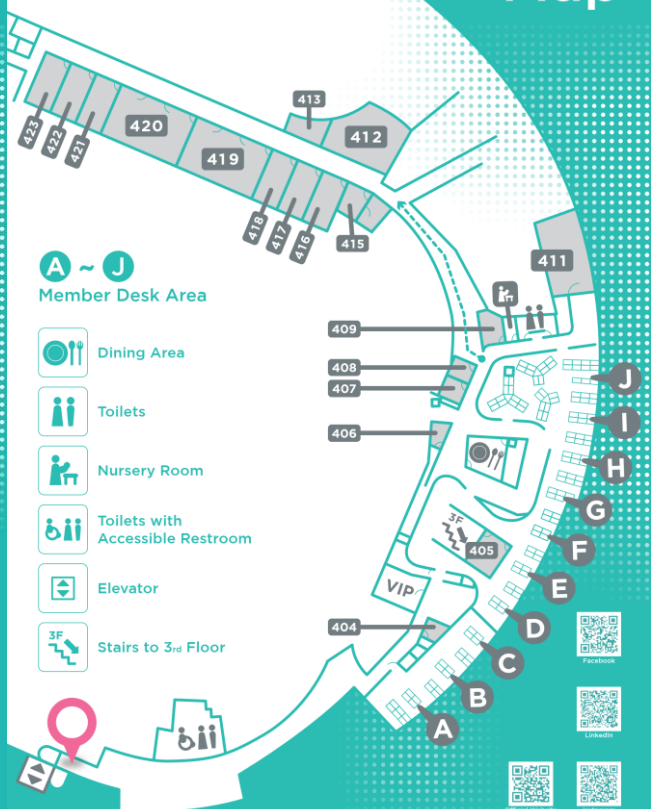 413
412
423
422
421
420
419
418
417
416
415
411
A ~ J
Member Desk Area
409
Dining Area
408
407
J
Toilets
I
406
H
Nursery Room
G
3F
405
F
Toilets with
Accessible Restroom
E
VIP
Elevator
D
404
3F
Stairs to 3rd Floor
C
Facebook
B
A
LinkedIn